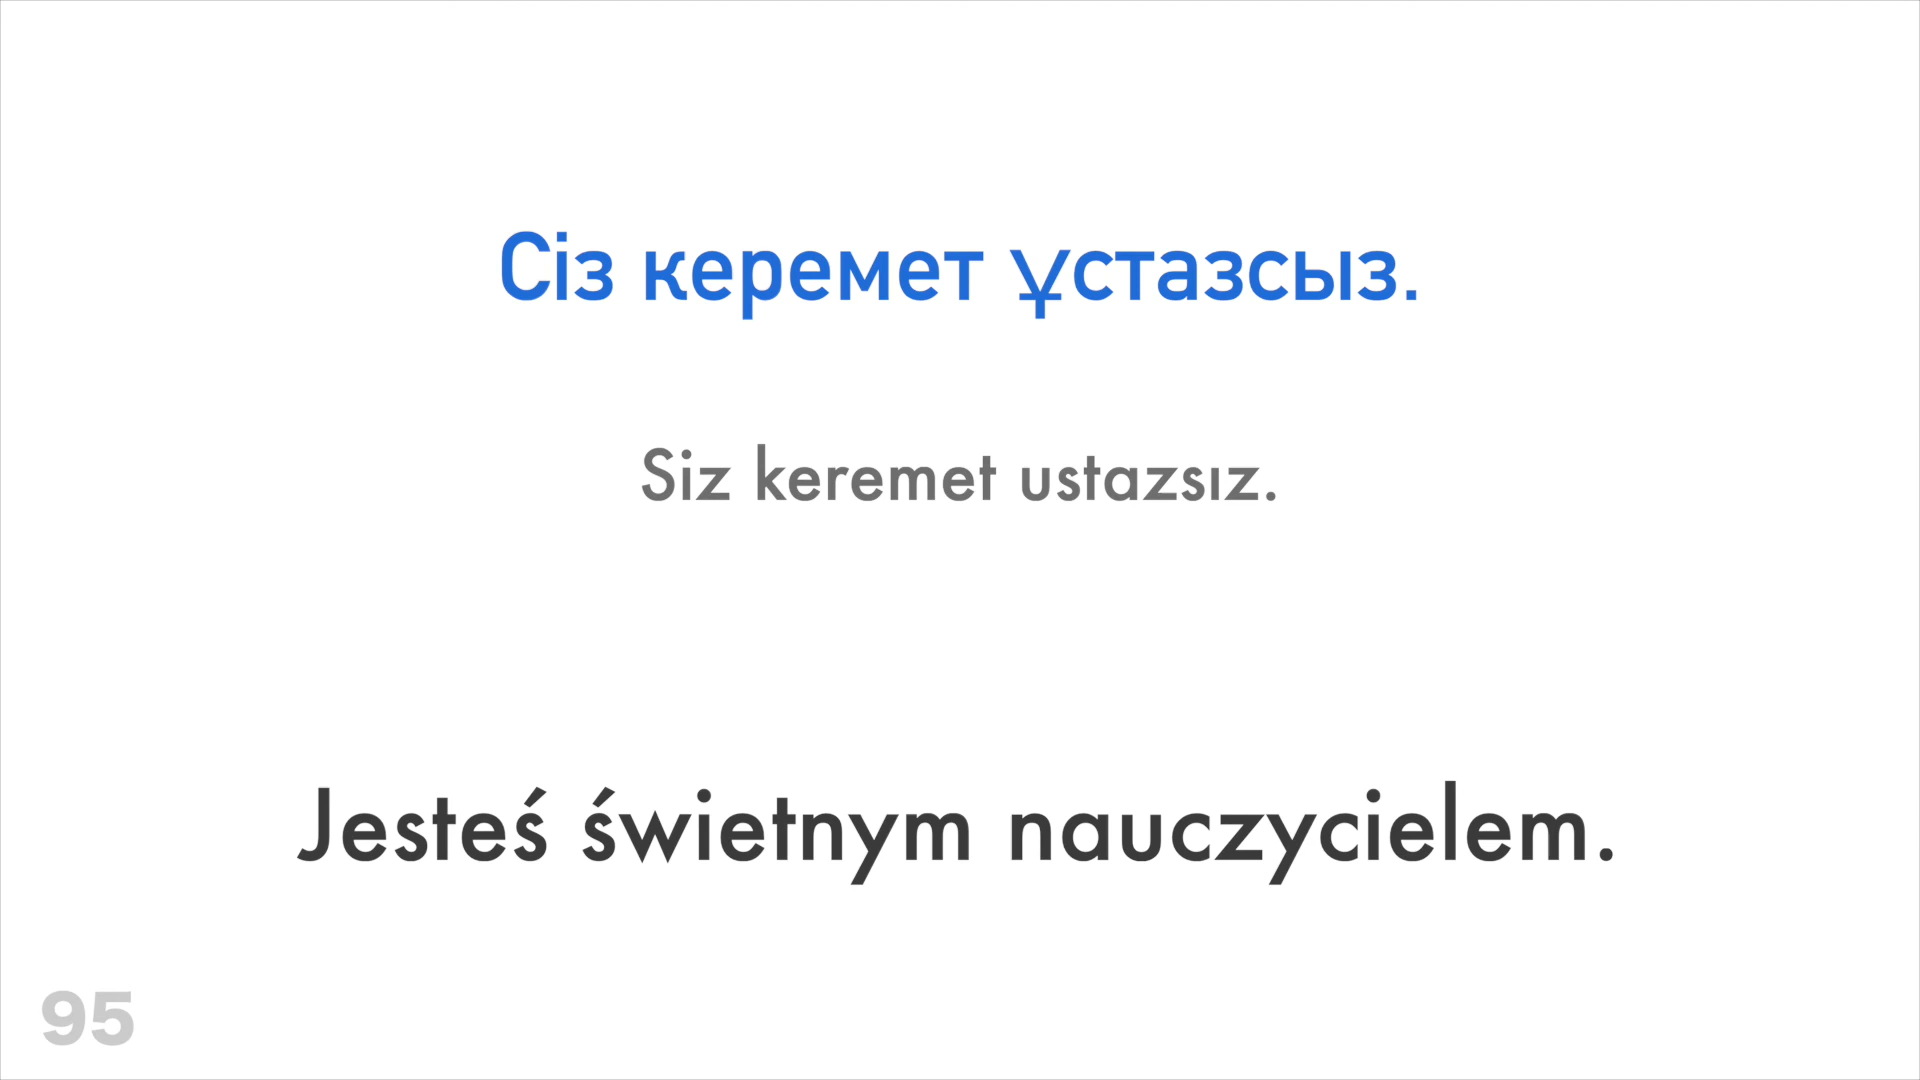 Сіз керемет ұстазсыз.
Siz keremet ustazsız.
Jesteś świetnym nauczycielem.
95